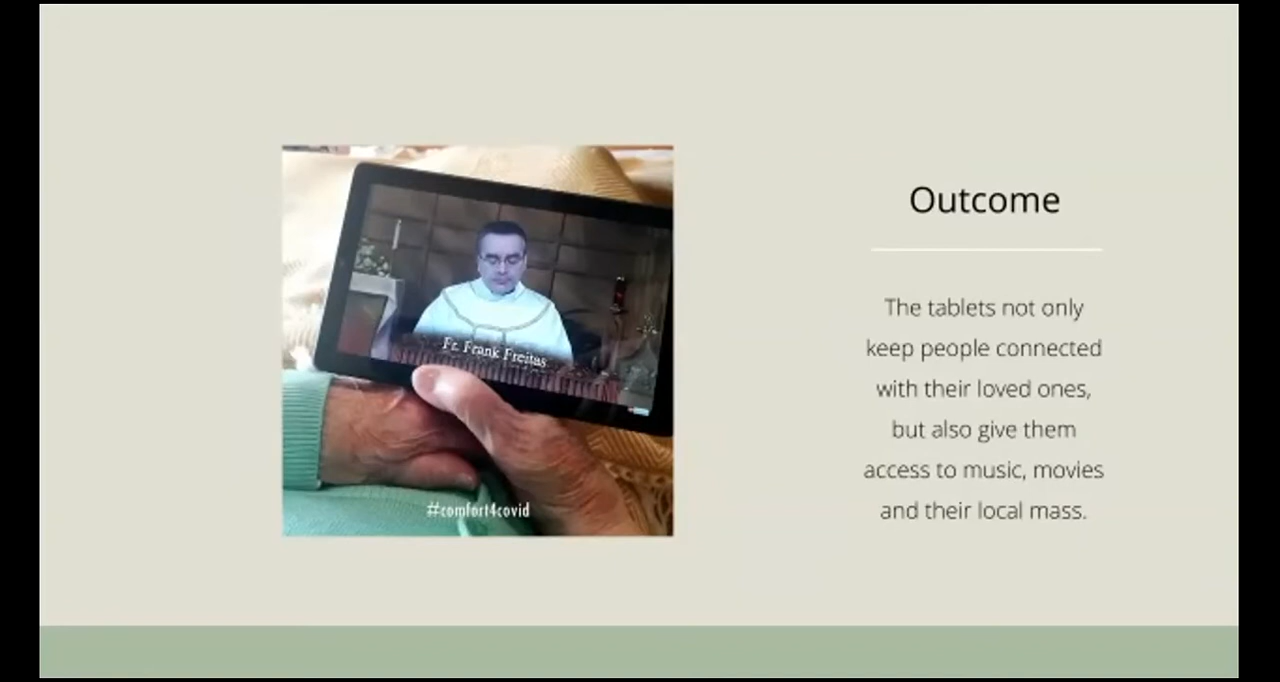 Fr. Frank Freitas
#comfort4covid
Outcome
The tablets not only
keep people connected
with their loved ones,
but also give them
access to music, movies
and their local mass.